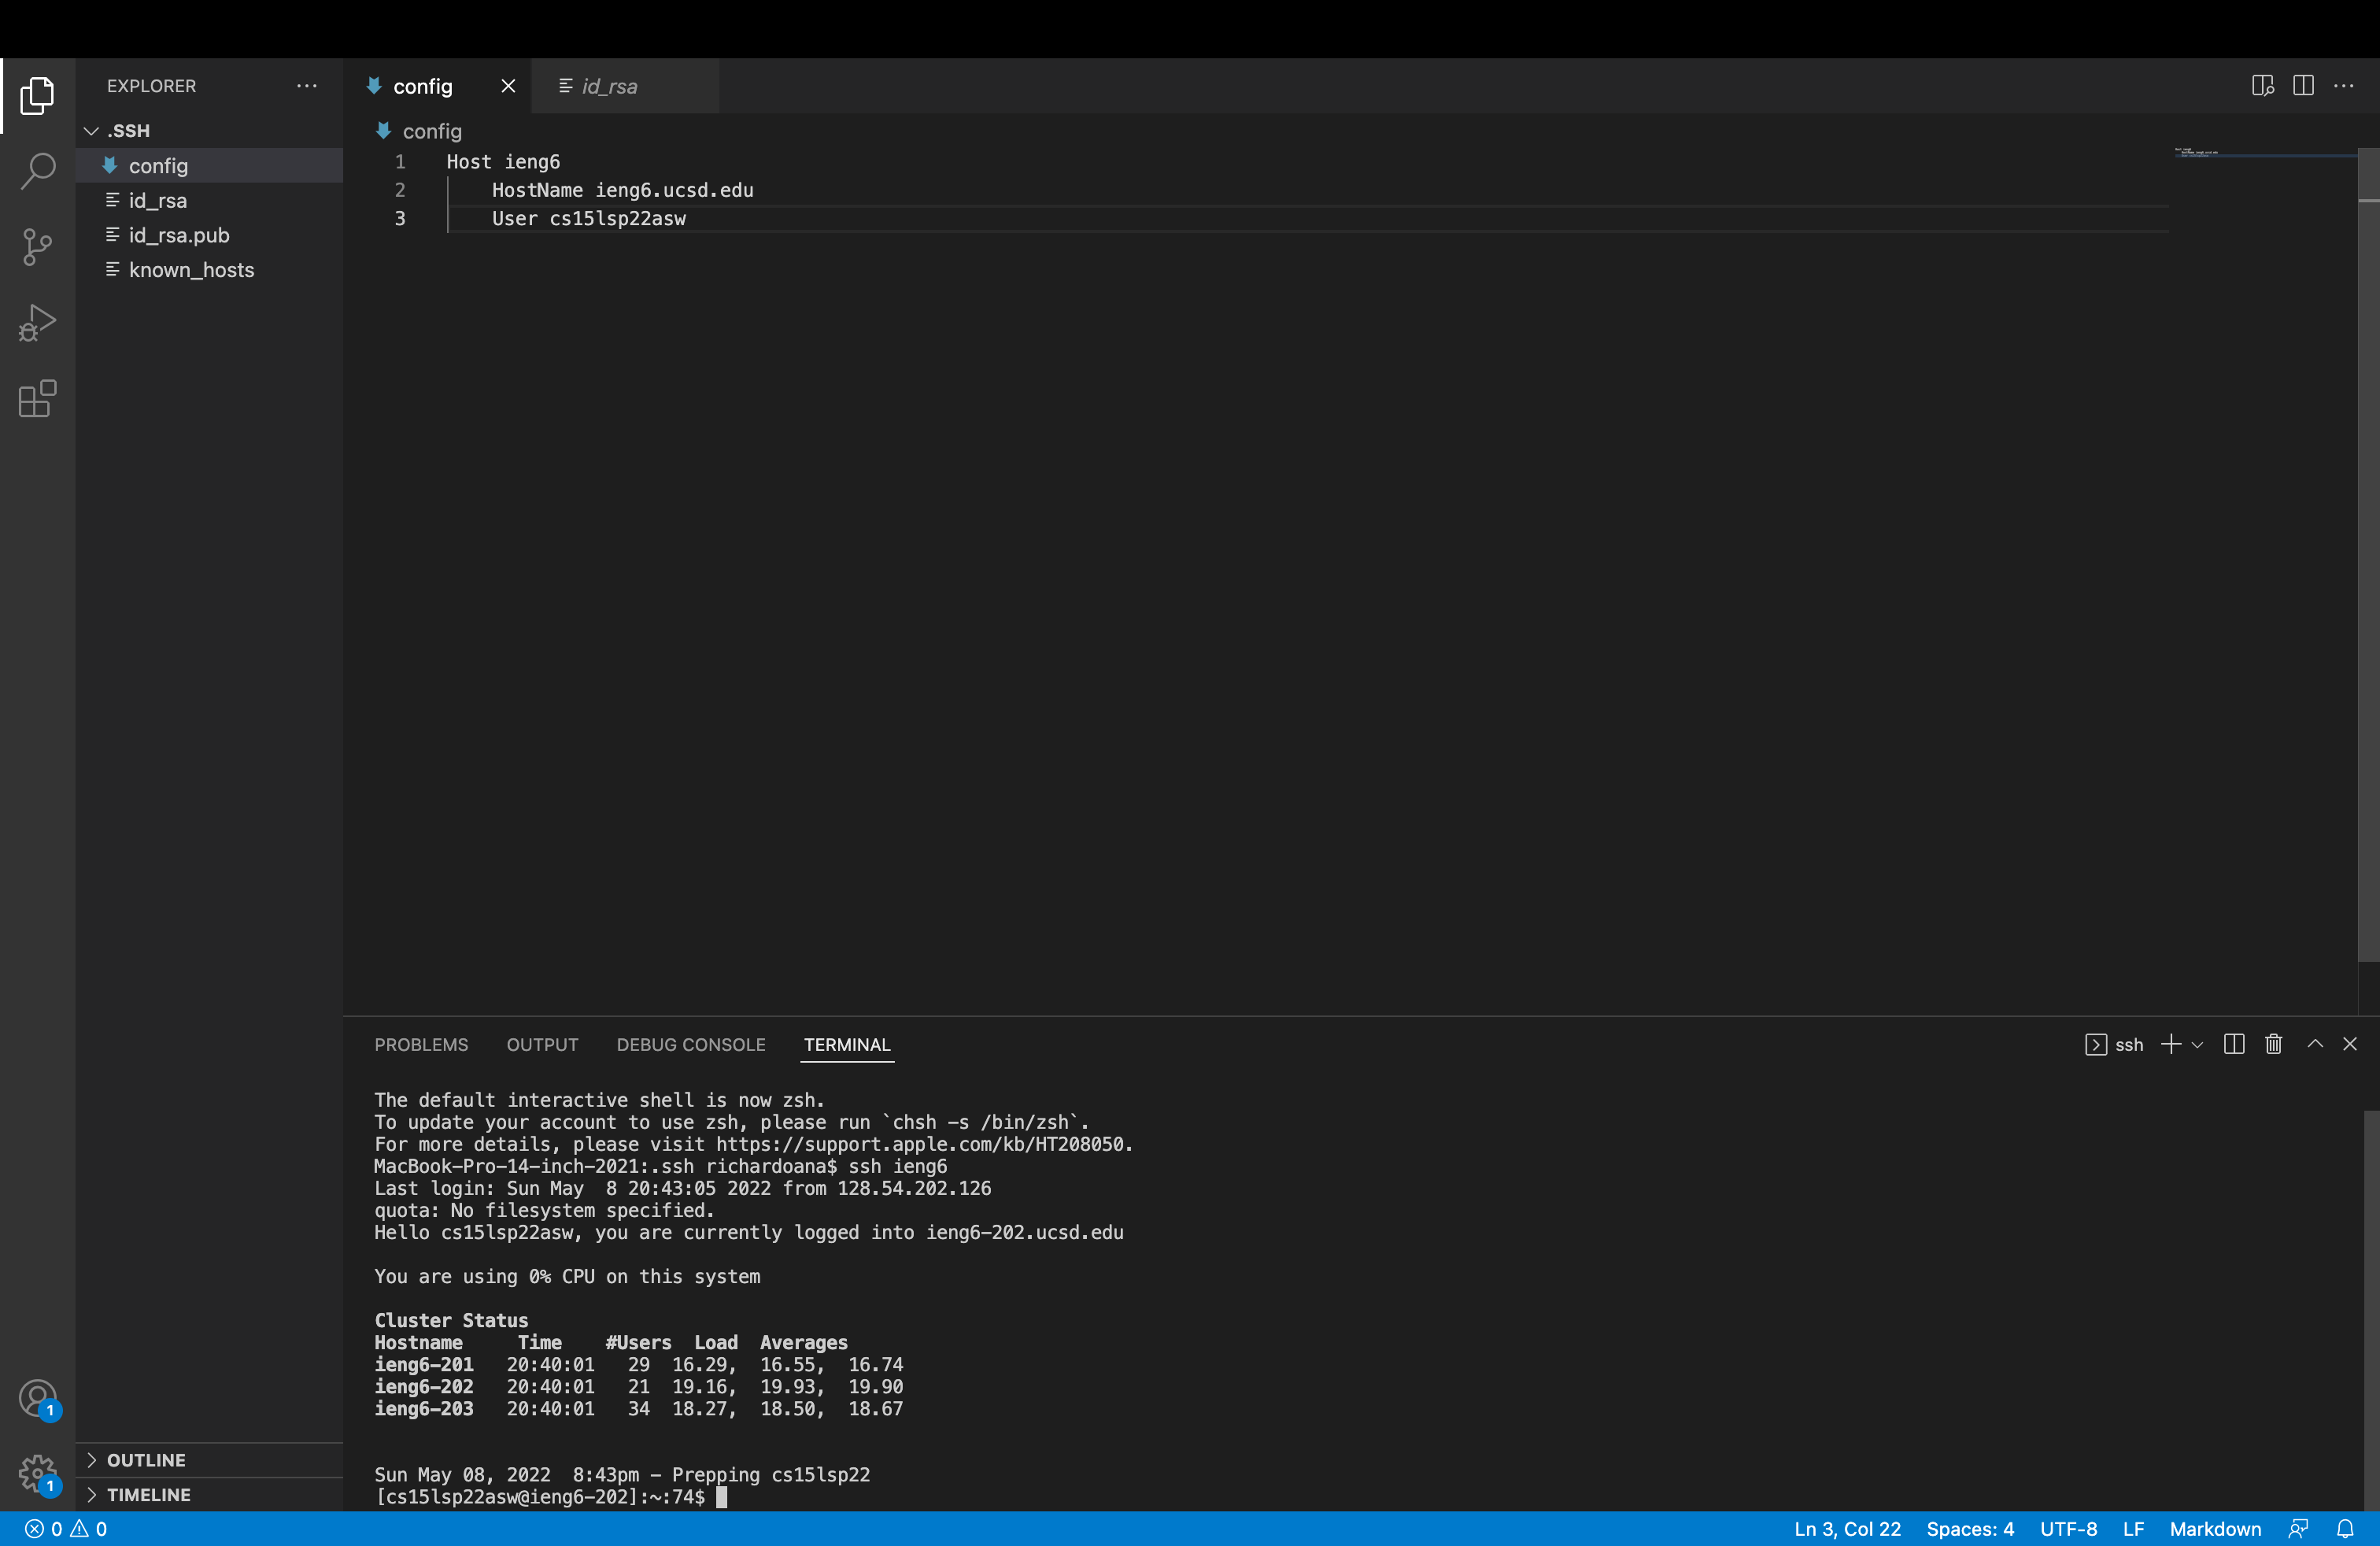 EXPLORER
config
id_rsa
.SSH
config
config
1 Host ieng6
id_rsa
2 HostName ieng6.ucsd.edu
3 User cs15lsp22asw
id_rsa.pub
known_hosts
PROBLEMS OUTPUT DEBUG CONSOLE TERMINAL
ssh
The default interactive shell is now zsh.
To update your account to use zsh, please run `chsh -s /bin/zsh`.
For more details, please visit https://support.apple.com/kb/HT208050.
MacBook-Pro-14-inch-2021:.ssh richardoana$ ssh ieng6
Last login: Sun May  8 20:43:05 2022 from 128.54.202.126
quota: No filesystem specified.
Hello cs15lsp22asw, you are currently logged into ieng6-202.ucsd.edu
You are using 0% CPU on this system
Cluster Status
Hostname Time #Users Load Averages
ieng6-201 20:40:01 29 16.29, 16.55, 16.74
ieng6-202 20:40:01 21 19.16, 19.93, 19.90
ieng6-203 20:40:01 34 18.27, 18.50, 18.67
Sun May 08, 2022 8:43pm - Prepping cs15lsp22
[cs15lsp22asw@ieng6-202]:~:74$
1
1
OUTLINE
TIMELINE
0 0
Ln 3, Col 22 Spaces: 4 UTF-8 LF Markdown